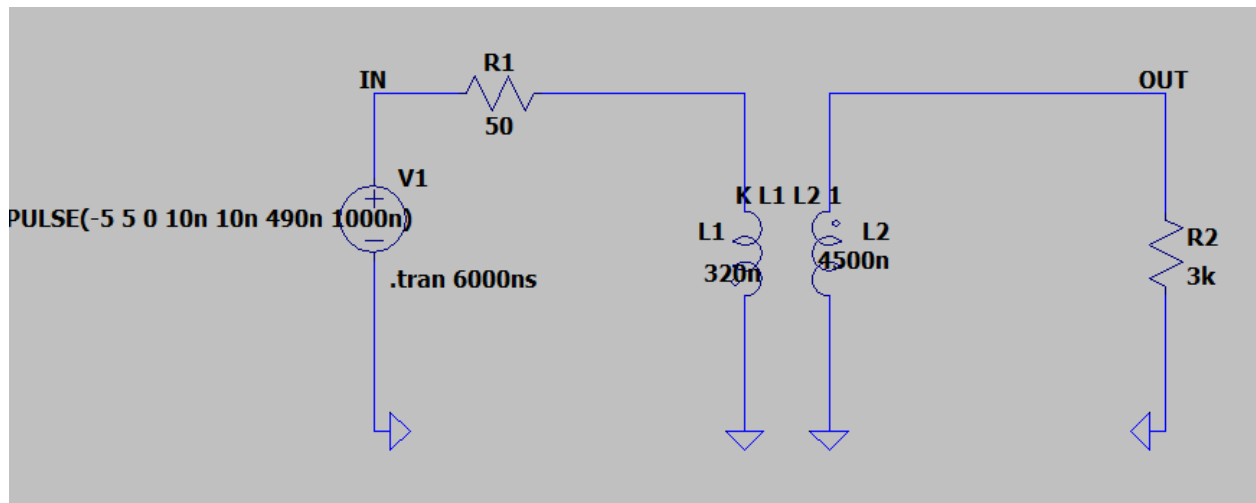 IN
R1
OUT
50
V1
K L1 L2 1
PULSE(-5 5 0 10n 10n 490n 1000n)
L1
L2
R2
320n
4500n
.tran 6000ns
3k